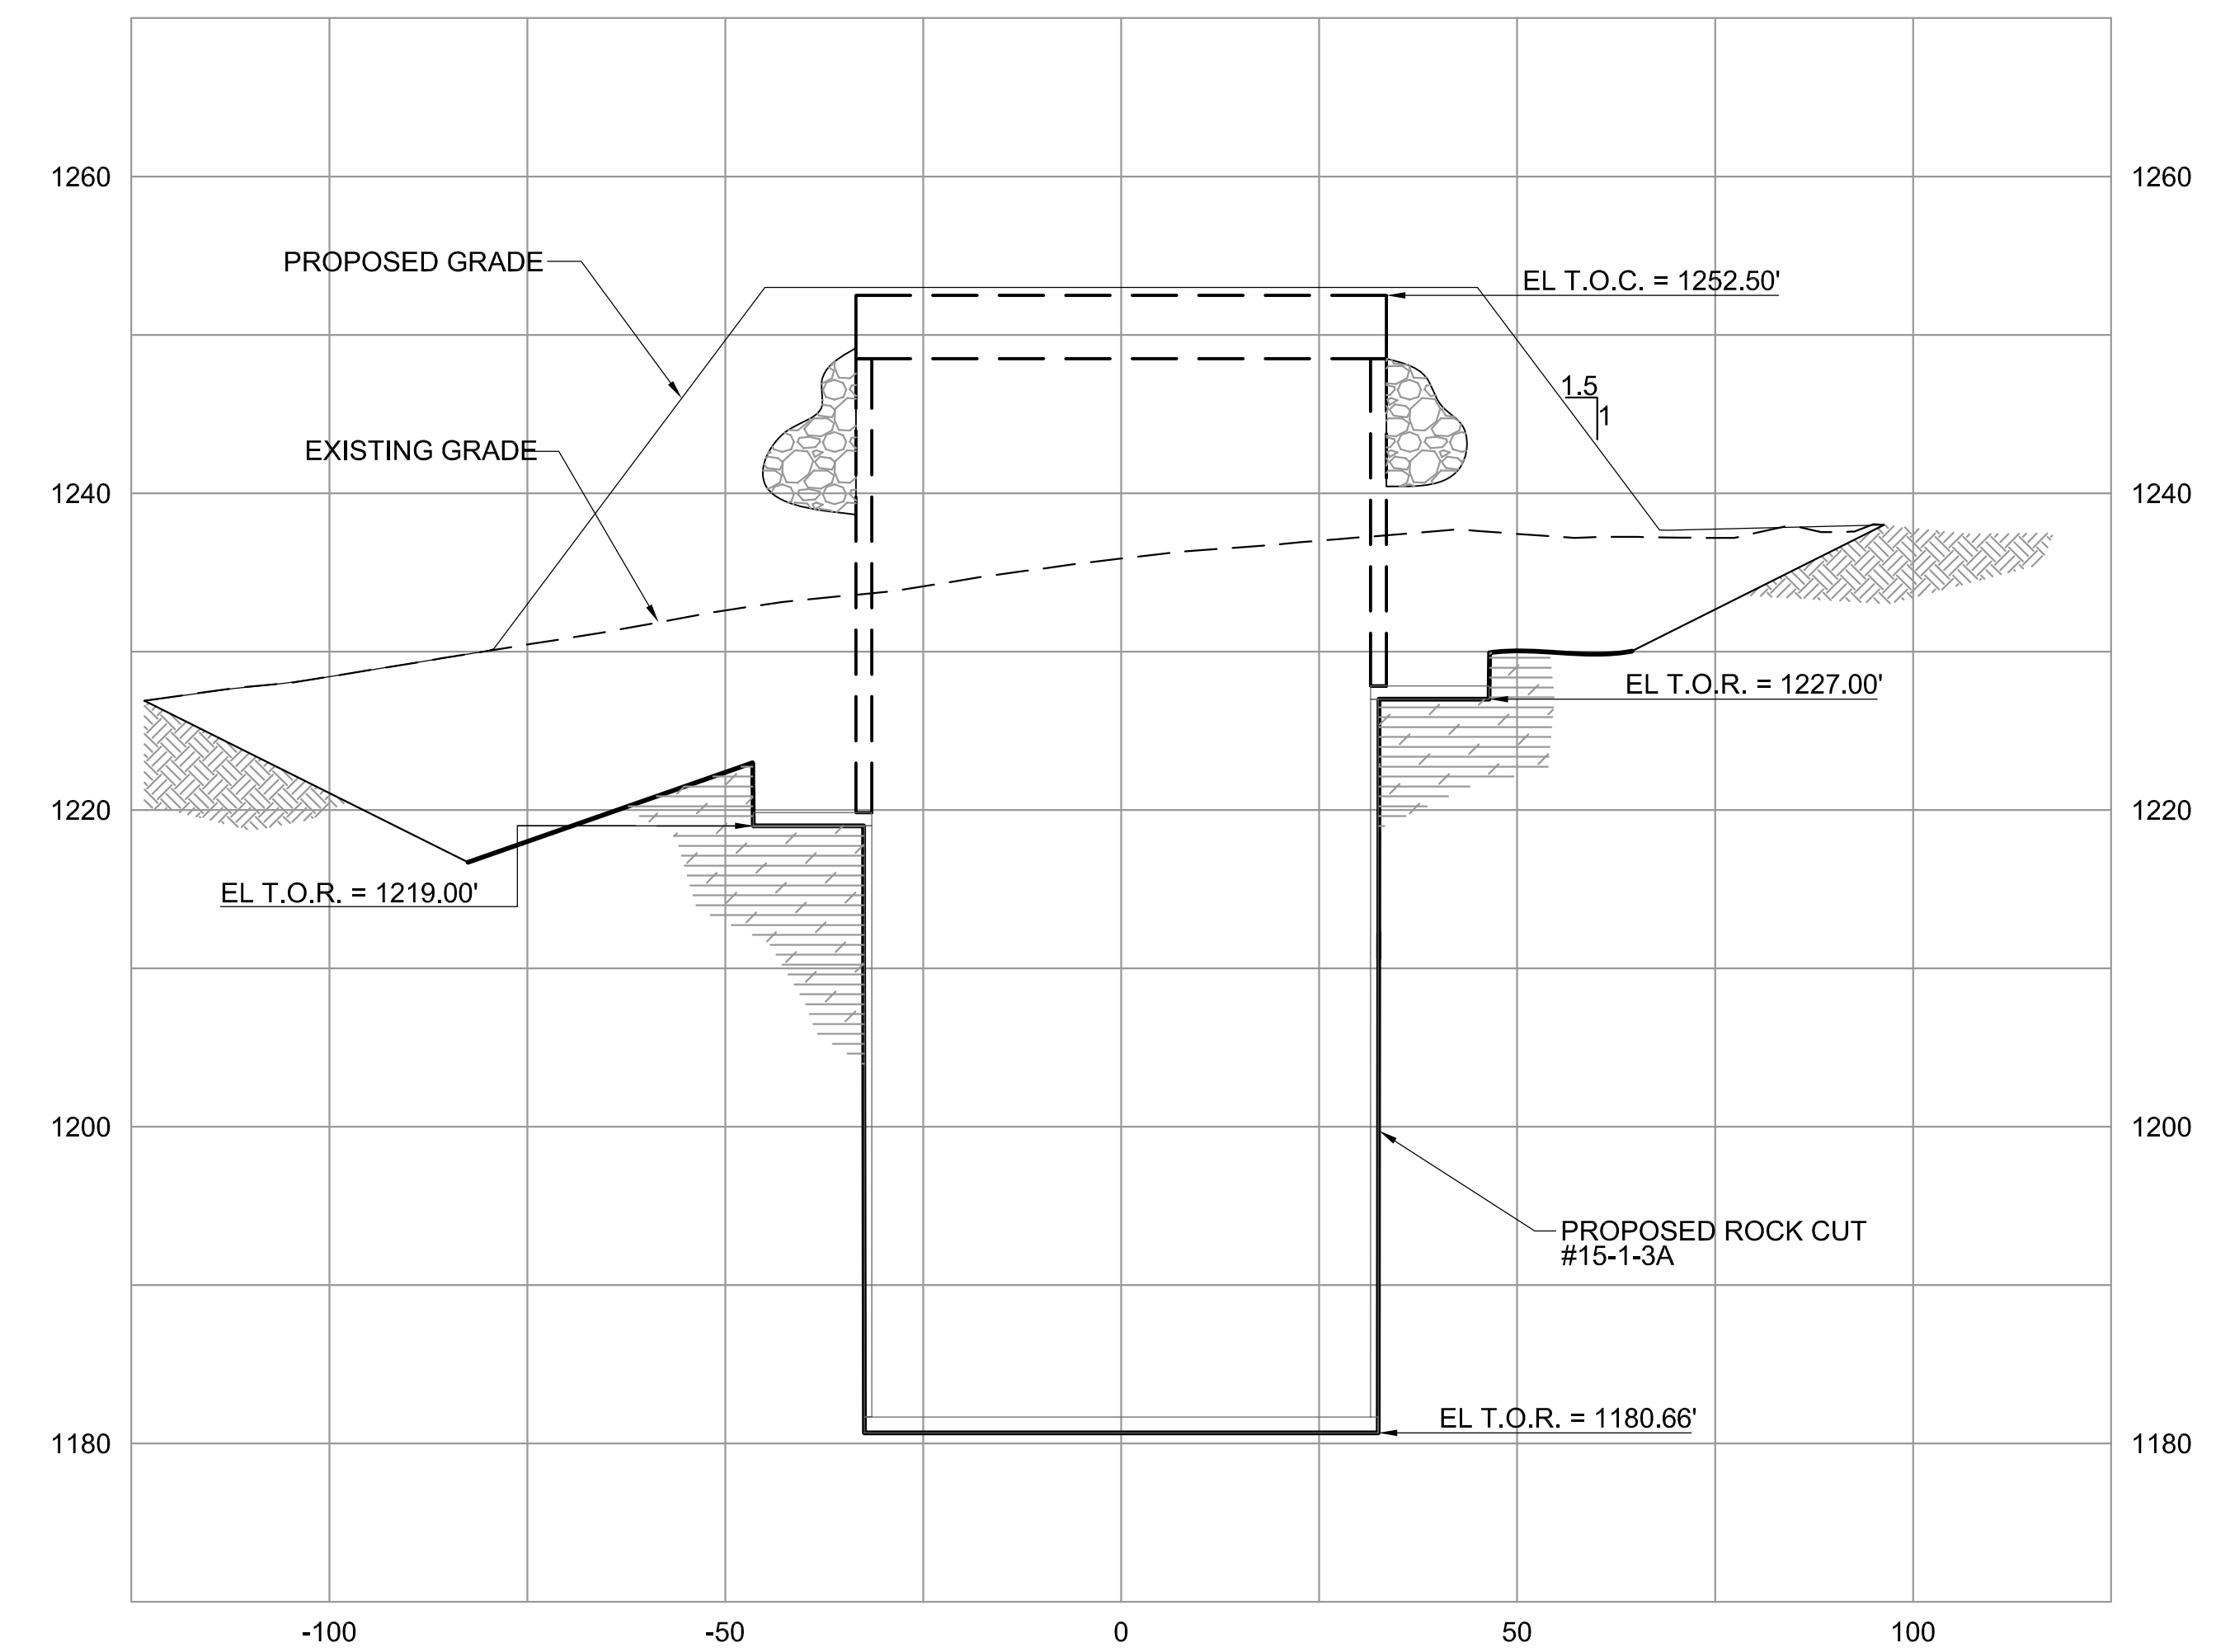 1260 1260
PROPOSED GRADE
EL T.O.C. = 1252.50'
1.5
1
EXISTING GRADE
1240 1240
EL T.O.R. = 1227.00'
1220 1220
EL T.O.R. = 1219.00'
1200 1200
PROPOSED ROCK CUT
#15-1-3A
EL T.O.R. = 1180.66'
1180 1180
-100 -50 0 50 100